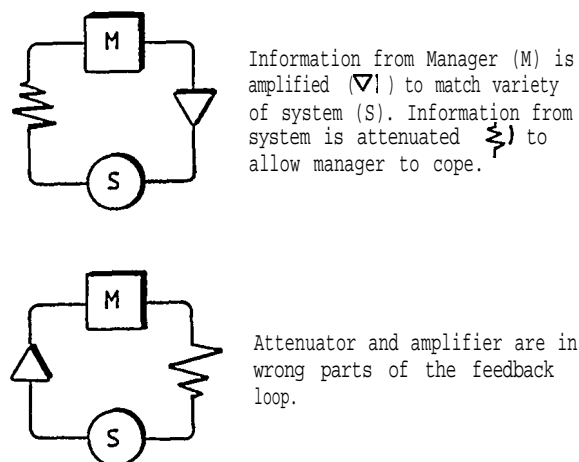 M
S
Information from Manager (M) is
amplified (▽) to match variety
of system (S). Information from
system is attenuated ) to
allow manager to cope.
M
S
Attenuator and amplifier are in
wrong parts of the feedback
loop.